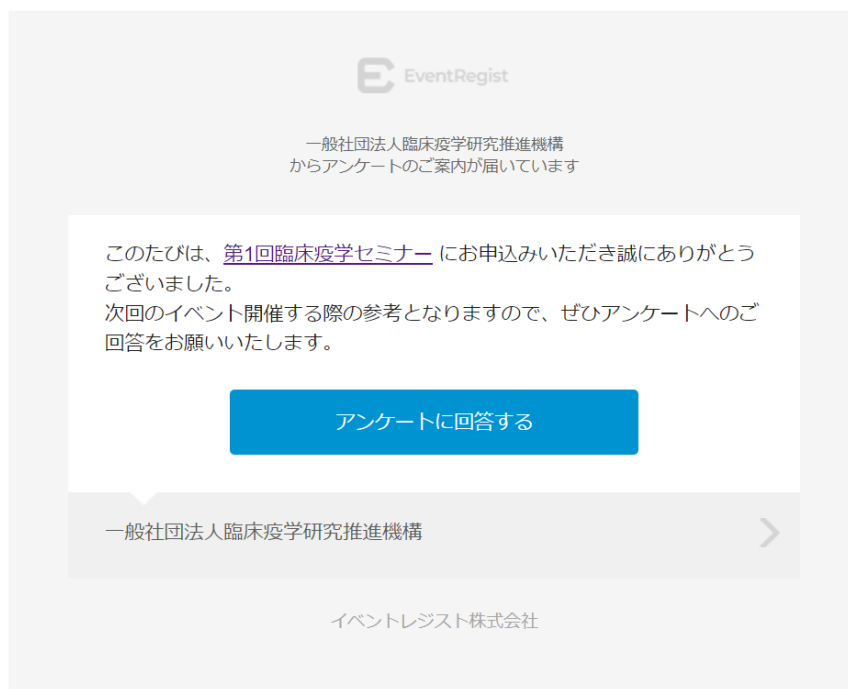 EventRegist
一般社団法人臨床疫学研究推進機構
からアンケートのご案内が届いています
このたびは、第1回臨床疫学セミナー にお申込みいただき誠にありがとう
ございました。
次回のイベント開催する際の参考となりますので、ぜひアンケートへのご
回答をお願いいたします。
アンケートに回答する
一般社団法人臨床疫学研究推進機構
イベントレジスト株式会社